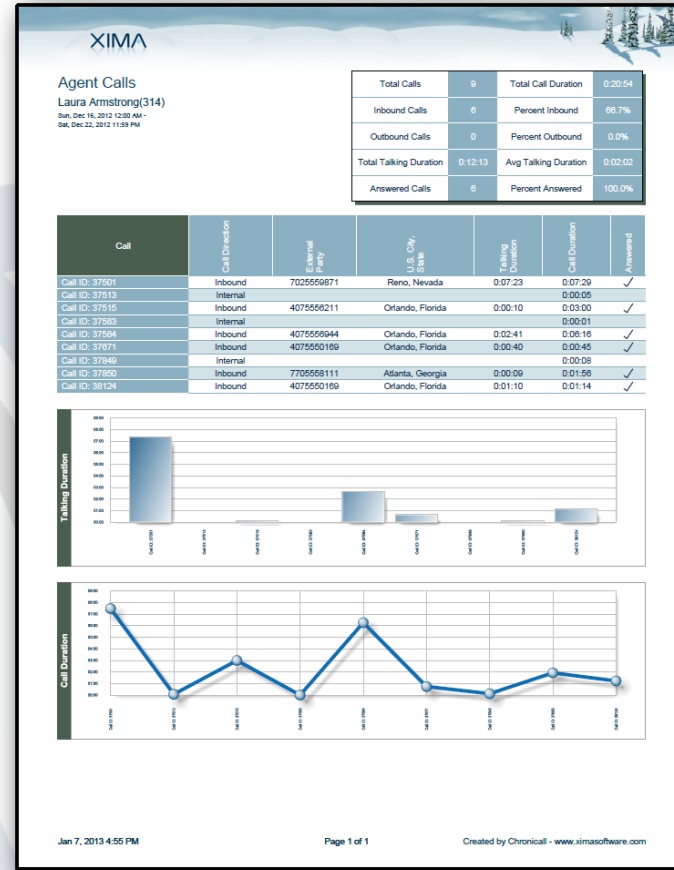 XIMA
Agent Calls
Laura Armstrong(314)
Sun, Dec 16, 2012 12:00 AM -
Sat, Dec 22, 2012 11:59 PM
Total Calls 9 Total Call Duration 0:20:54
Inbound Calls 6 Percent Inbound 66.7%
Outbound Calls 0 Percent Outbound 0.0%
Total Talking Duration 0:12:13 Avg Talking Duration 0:02:02
Answered Calls 6 Percent Answered 100.0%
Call Call Direction External Party U.S. City, State Talking Duration Call Duration Answered
Call ID: 37501 Inbound 7025559871 Reno, Nevada 0:07:23 0:07:29 ✓
Call ID: 37513 Internal 0:00:05
Call ID: 37515 Inbound 4075556211 Orlando, Florida 0:00:10 0:03:00 ✓
Call ID: 37583 Internal 0:00:01
Call ID: 37584 Inbound 4075556944 Orlando, Florida 0:02:41 0:06:16 ✓
Call ID: 37671 Inbound 4075550169 Orlando, Florida 0:00:40 0:00:45 ✓
Call ID: 37849 Internal 0:00:08
Call ID: 37850 Inbound 7705558111 Atlanta, Georgia 0:00:09 0:01:56 ✓
Call ID: 38124 Inbound 4075550169 Orlando, Florida 0:01:10 0:01:14 ✓
Talking Duration
Call Duration
Jan 7, 2013 4:55 PM Page 1 of 1 Created by Chronicall - www.ximasoftware.com